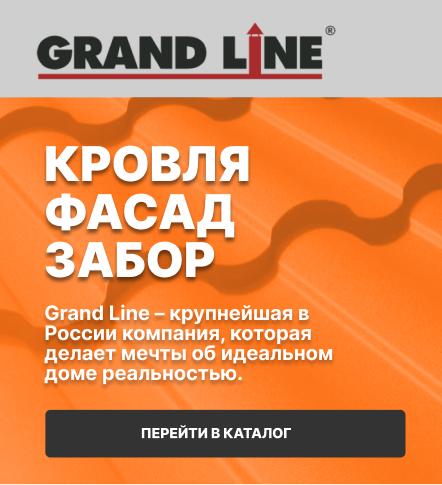 GRAND LINE®
КРОВЛЯ
ФАСАД
ЗАБОР
Grand Line – крупнейшая в
России компания, которая
делает мечты об идеальном
доме реальностью.
ПЕРЕЙТИ В КАТАЛОГ